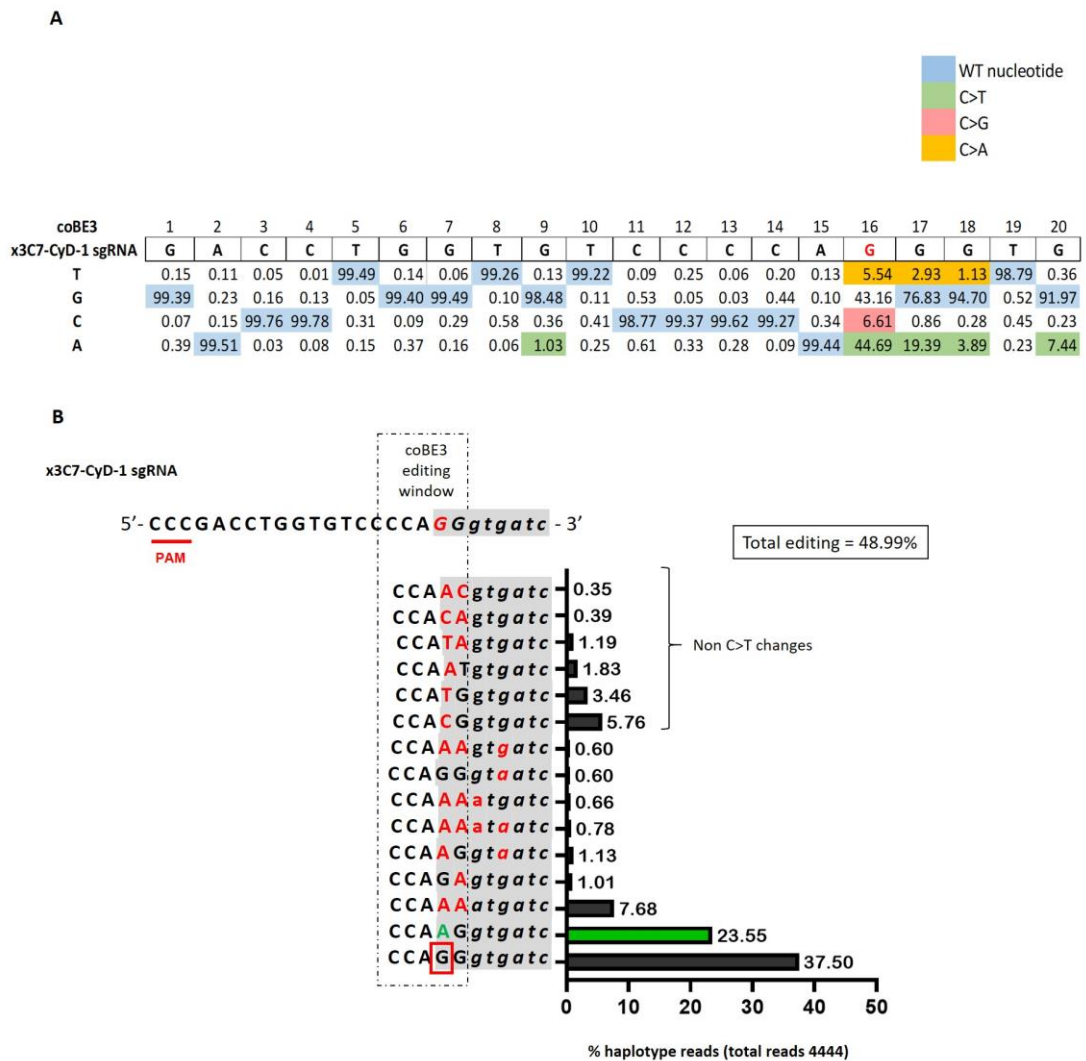 A
WT nucleotide
C>T
C>G
C>A
coBE3 1 2 3 4 5 6 7 8 9 10 11 12 13 14 15 16 17 18 19 20
x3C7-CyD-1 sgRNA G A C C T G G T G T C C C C A G G G T G
T 0.15 0.11 0.05 0.01 99.49 0.14 0.06 99.26 0.13 99.22 0.09 0.25 0.06 0.20 0.13 5.54 2.93 1.13 98.79 0.36
G 99.39 0.23 0.16 0.13 0.05 99.40 99.49 0.10 98.48 0.11 0.53 0.05 0.03 0.44 0.10 43.16 76.83 94.70 0.52 91.97
C 0.07 0.15 99.76 99.78 0.31 0.09 0.29 0.58 0.36 0.41 98.77 99.37 99.62 99.27 0.34 6.61 0.86 0.28 0.45 0.23
A 0.39 99.51 0.03 0.08 0.15 0.37 0.16 0.06 1.03 0.25 0.61 0.33 0.28 0.09 99.44 44.69 19.39 3.89 0.23 7.44
B
coBE3
editing
window
x3C7-CyD-1 sgRNA
5'- CCCGACCTGGTGTCCCCAGGgtgatc - 3'
PAM
Total editing = 48.99%
CCAACgtgatc 0.35
CCACAgtgatc 0.39
CCATAgtgatc 1.19
Non C>T changes
CCAATgtgatc 1.83
CCATGgtgatc 3.46
CCACGgtgatc 5.76
CCAAAgtgatc 0.60
CCAGGgtaatc 0.60
CCAAAatgatc 0.66
CCAAAataatc 0.78
CCAAGgtaatc 1.13
CCAGAgtgatc 1.01
CCAAAatgatc 7.68
CCAAGgtgatc 23.55
CCAGGgtgatc 37.50
0 10 20 30 40 50
% haplotype reads (total reads 4444)